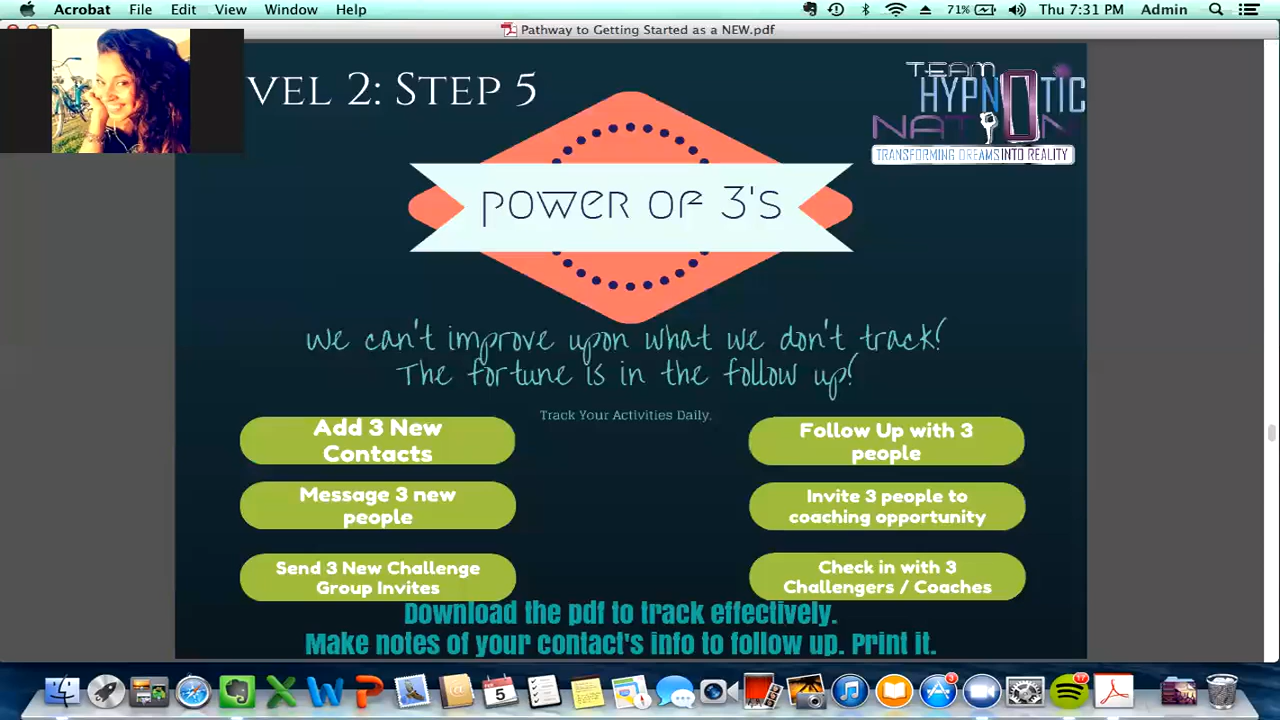 Acrobat File Edit View Window Help 71% Thu 7:31 PM Admin
Pathway to Getting Started as a NEW.pdf
VEL 2: STEP 5
TEAM
HYPNOTIC
NATION
TRANSFORMING DREAMS INTO REALITY
POWER OF 3'S
We can't improve upon what we don't track!
The fortune is in the follow up!
Track Your Activities Daily.
Add 3 New
Contacts
Message 3 new
people
Send 3 New Challenge
Group Invites
Follow Up with 3
people
Invite 3 people to
coaching opportunity
Check in with 3
Challengers / Coaches
Download the pdf to track effectively.
Make notes of your contact's info to follow up. Print it.
FEB
5
3
17